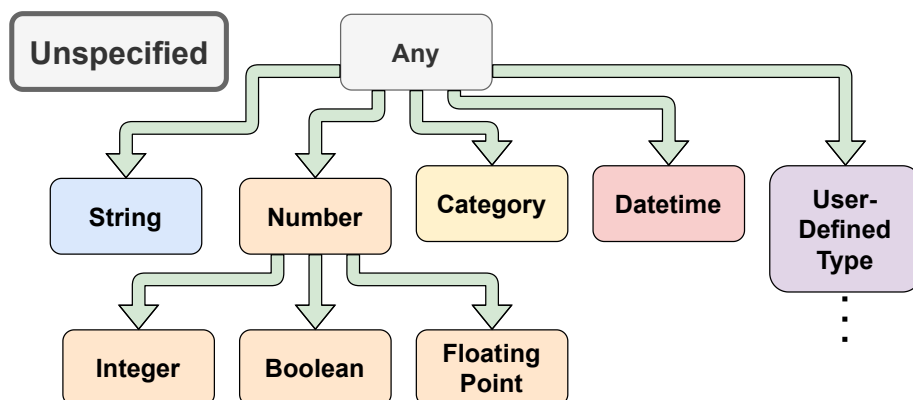 Unspecified
Any
String
Number
Category
Datetime
User-
Defined
Type
Integer
Boolean
Floating
Point